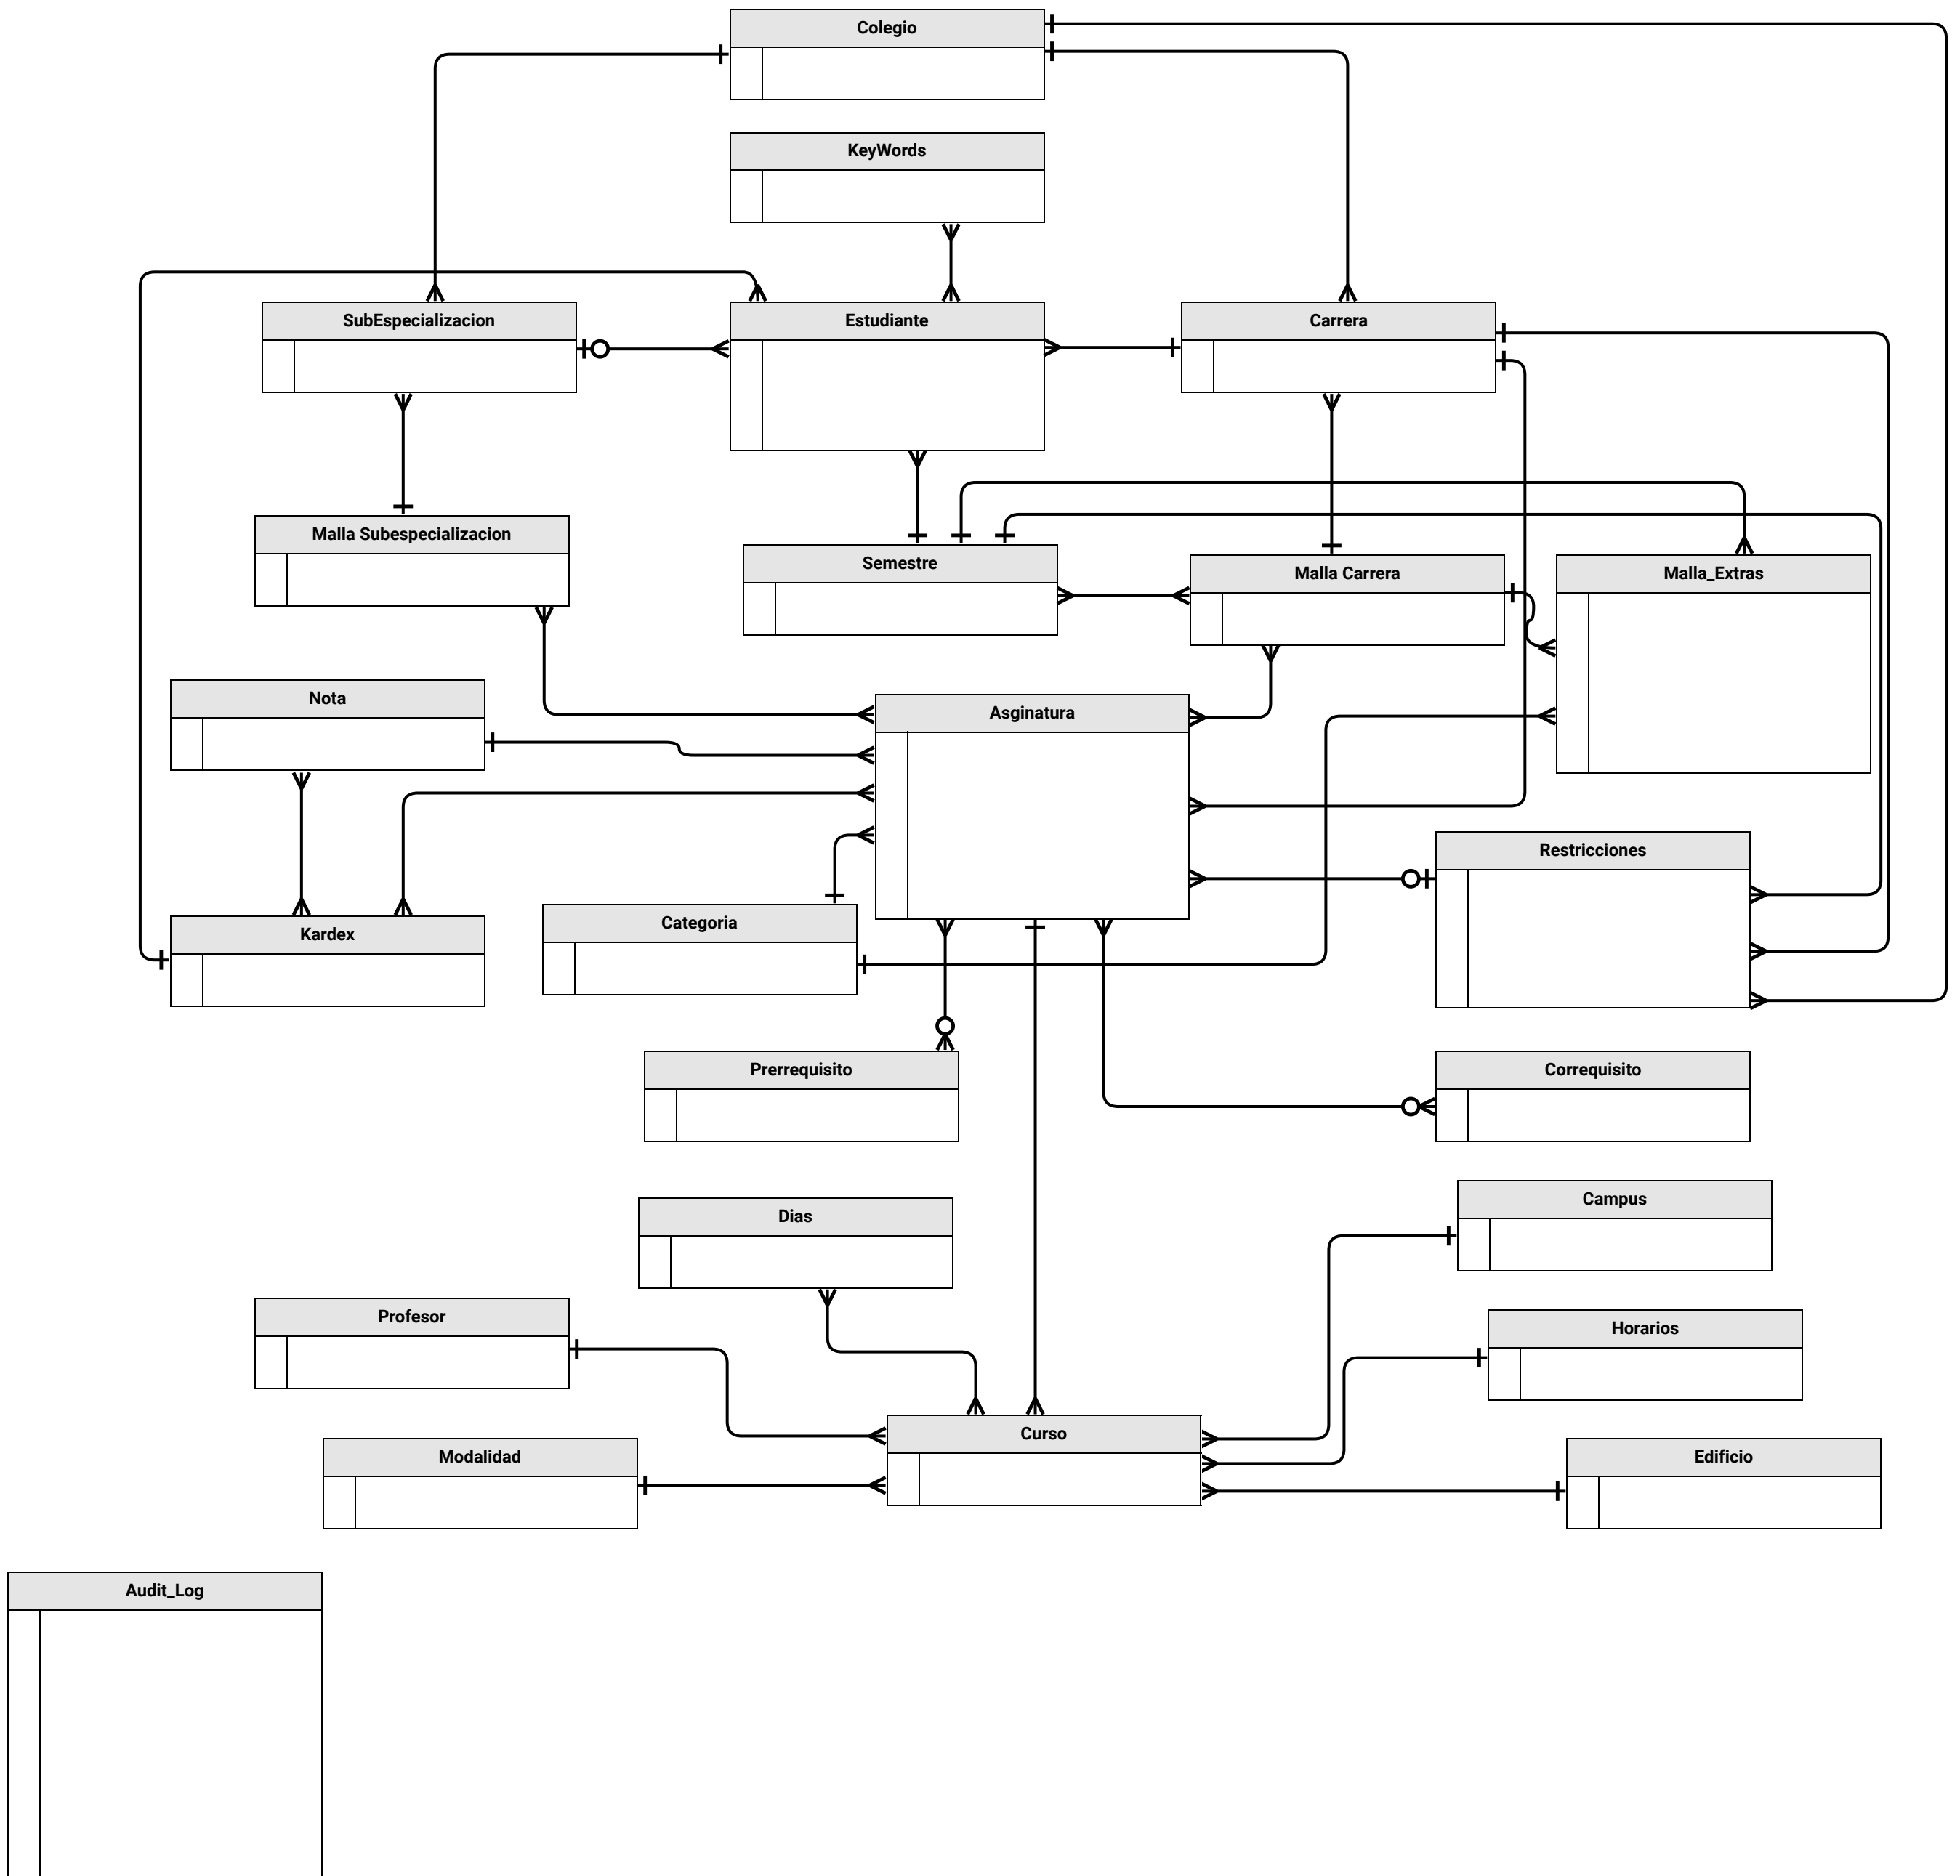 Colegio
KeyWords
SubEspecializacion
Estudiante
Carrera
Malla Subespecializacion
Semestre
Malla Carrera
Malla_Extras
Nota
Asginatura
Restricciones
Categoria
Kardex
Prerrequisito
Correquisito
Campus
Dias
Profesor
Horarios
Curso
Modalidad
Edificio
Audit_Log